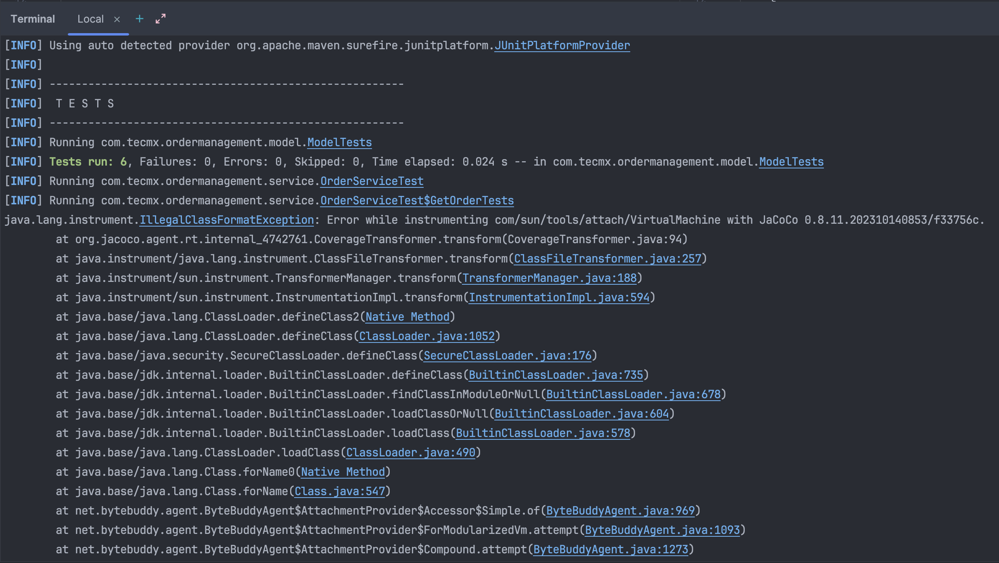 Terminal Local × +
[INFO] Using auto detected provider org.apache.maven.surefire.junitplatform.JUnitPlatformProvider
[INFO]
[INFO] -------------------------------------------------------
[INFO]  T E S T S
[INFO] -------------------------------------------------------
[INFO] Running com.tecmx.ordermanagement.model.ModelTests
[INFO] Tests run: 6, Failures: 0, Errors: 0, Skipped: 0, Time elapsed: 0.024 s -- in com.tecmx.ordermanagement.model.ModelTests
[INFO] Running com.tecmx.ordermanagement.service.OrderServiceTest
[INFO] Running com.tecmx.ordermanagement.service.OrderServiceTest$GetOrderTests
java.lang.instrument.IllegalClassFormatException: Error while instrumenting com/sun/tools/attach/VirtualMachine with JaCoCo 0.8.11.202310140853/f33756c.
        at org.jacoco.agent.rt.internal_4742761.CoverageTransformer.transform(CoverageTransformer.java:94)
        at java.instrument/java.lang.instrument.ClassFileTransformer.transform(ClassFileTransformer.java:257)
        at java.instrument/sun.instrument.TransformerManager.transform(TransformerManager.java:188)
        at java.instrument/sun.instrument.InstrumentationImpl.transform(InstrumentationImpl.java:594)
        at java.base/java.lang.ClassLoader.defineClass2(Native Method)
        at java.base/java.lang.ClassLoader.defineClass(ClassLoader.java:1052)
        at java.base/java.security.SecureClassLoader.defineClass(SecureClassLoader.java:176)
        at java.base/jdk.internal.loader.BuiltinClassLoader.defineClass(BuiltinClassLoader.java:735)
        at java.base/jdk.internal.loader.BuiltinClassLoader.findClassInModuleOrNull(BuiltinClassLoader.java:678)
        at java.base/jdk.internal.loader.BuiltinClassLoader.loadClassOrNull(BuiltinClassLoader.java:604)
        at java.base/jdk.internal.loader.BuiltinClassLoader.loadClass(BuiltinClassLoader.java:578)
        at java.base/java.lang.ClassLoader.loadClass(ClassLoader.java:490)
        at java.base/java.lang.Class.forName0(Native Method)
        at java.base/java.lang.Class.forName(Class.java:547)
        at net.bytebuddy.agent.ByteBuddyAgent$AttachmentProvider$Accessor$Simple.of(ByteBuddyAgent.java:969)
        at net.bytebuddy.agent.ByteBuddyAgent$AttachmentProvider$ForModularizedVm.attempt(ByteBuddyAgent.java:1093)
        at net.bytebuddy.agent.ByteBuddyAgent$AttachmentProvider$Compound.attempt(ByteBuddyAgent.java:1273)